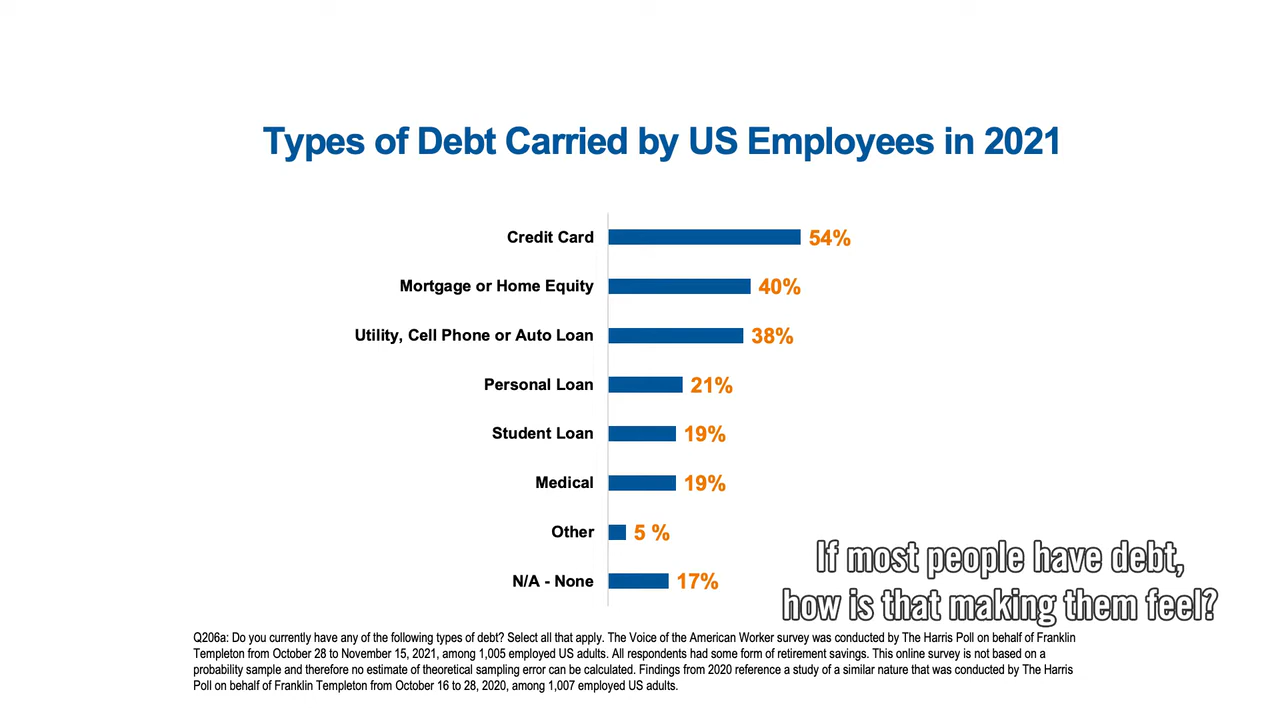 Types of Debt Carried by US Employees in 2021
Credit Card 54%
Mortgage or Home Equity 40%
Utility, Cell Phone or Auto Loan 38%
Personal Loan 21%
Student Loan 19%
Medical 19%
Other 5 %
N/A - None 17%
If most people have debt,
how is that making them feel?
Q206a: Do you currently have any of the following types of debt? Select all that apply. The Voice of the American Worker survey was conducted by The Harris Poll on behalf of Franklin
Templeton from October 28 to November 15, 2021, among 1,005 employed US adults. All respondents had some form of retirement savings. This online survey is not based on a
probability sample and therefore no estimate of theoretical sampling error can be calculated. Findings from 2020 reference a study of a similar nature that was conducted by The Harris
Poll on behalf of Franklin Templeton from October 16 to 28, 2020, among 1,007 employed US adults.